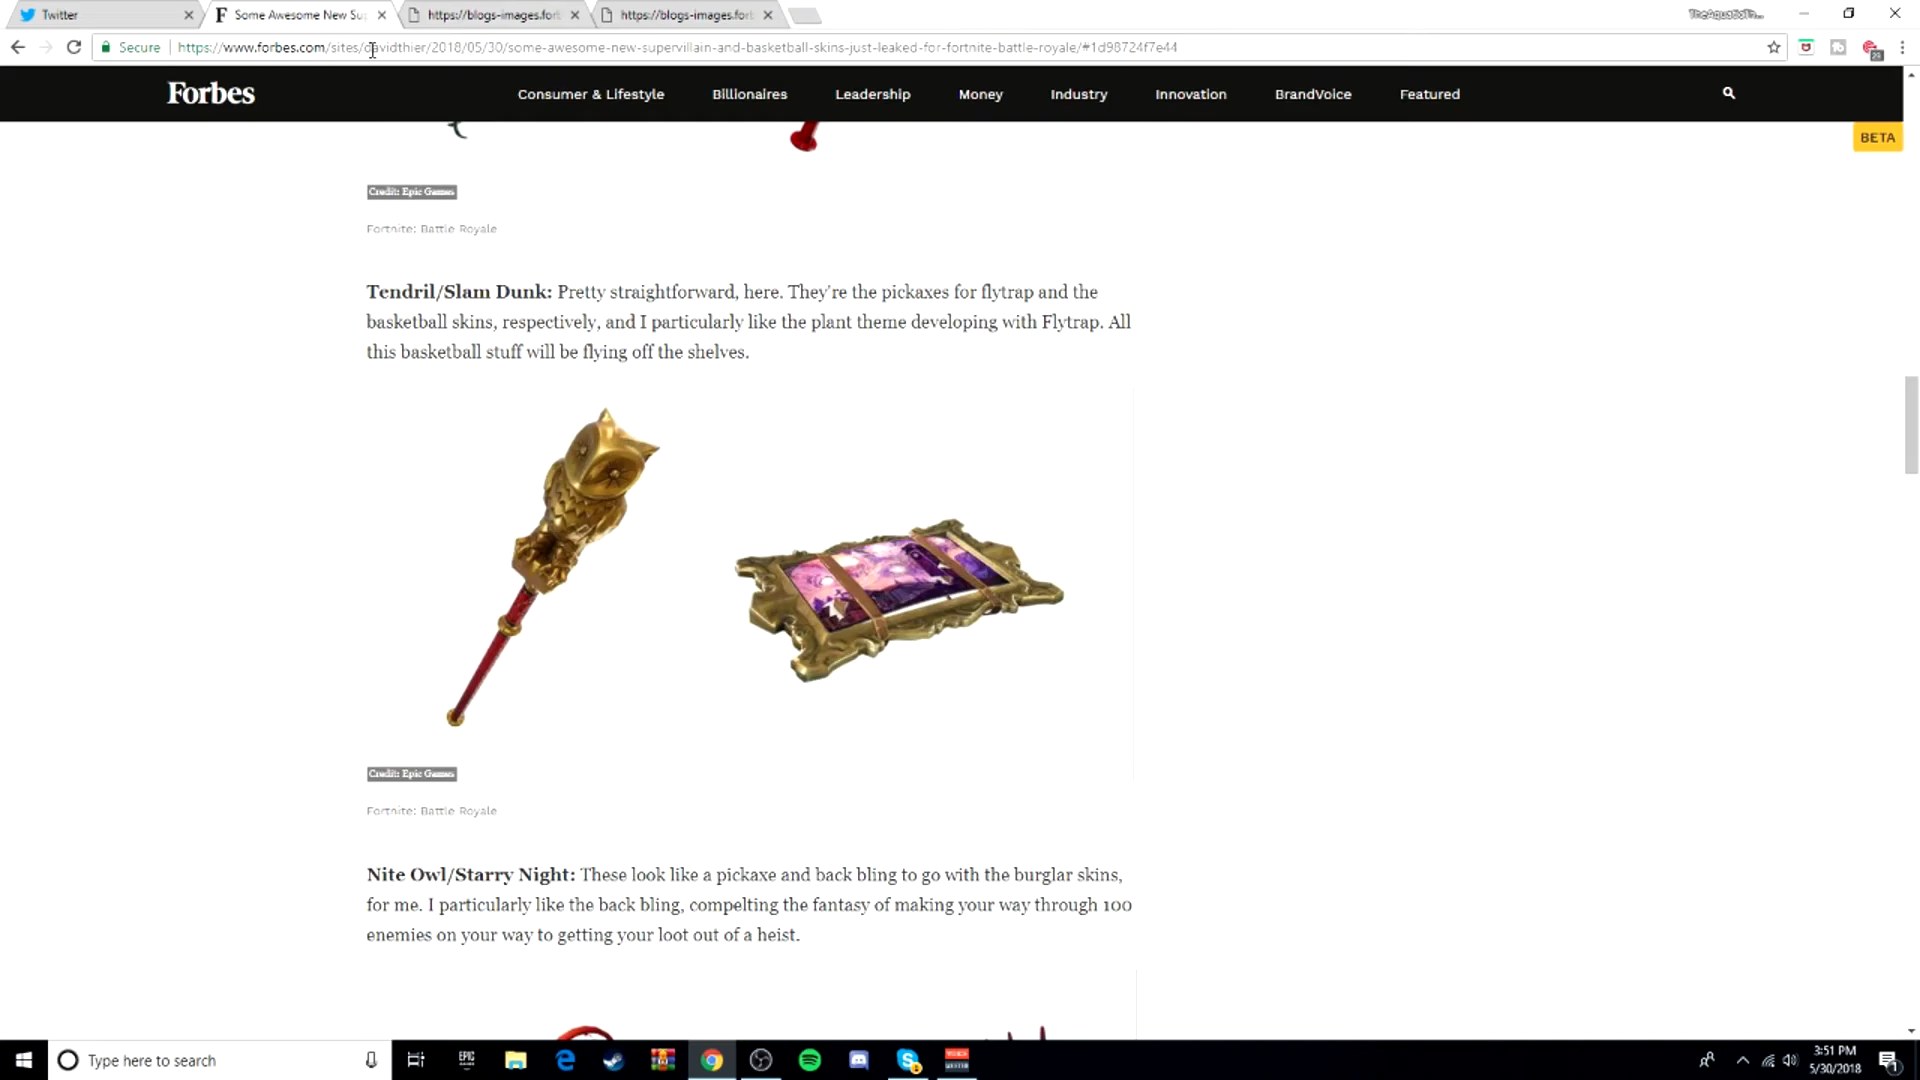 Twitter
Some Awesome New Su
https://blogs-images.for
https://blogs-images.for
Secure
https://www.forbes.com/sites/davidthier/2018/05/30/some-awesome-new-supervillain-and-basketball-skins-just-leaked-for-fortnite-battle-royale/#1d98724f7e44
Forbes
Consumer & Lifestyle
Billionaires
Leadership
Money
Industry
Innovation
BrandVoice
Featured
BETA
Credit: Epic Games
Fortnite: Battle Royale
Tendril/Slam Dunk: Pretty straightforward, here. They're the pickaxes for flytrap and the
basketball skins, respectively, and I particularly like the plant theme developing with Flytrap. All
this basketball stuff will be flying off the shelves.
Credit: Epic Games
Fortnite: Battle Royale
Nite Owl/Starry Night: These look like a pickaxe and back bling to go with the burglar skins,
for me. I particularly like the back bling, compelting the fantasy of making your way through 100
enemies on your way to getting your loot out of a heist.
Type here to search
EPIC
3:51 PM
5/30/2018